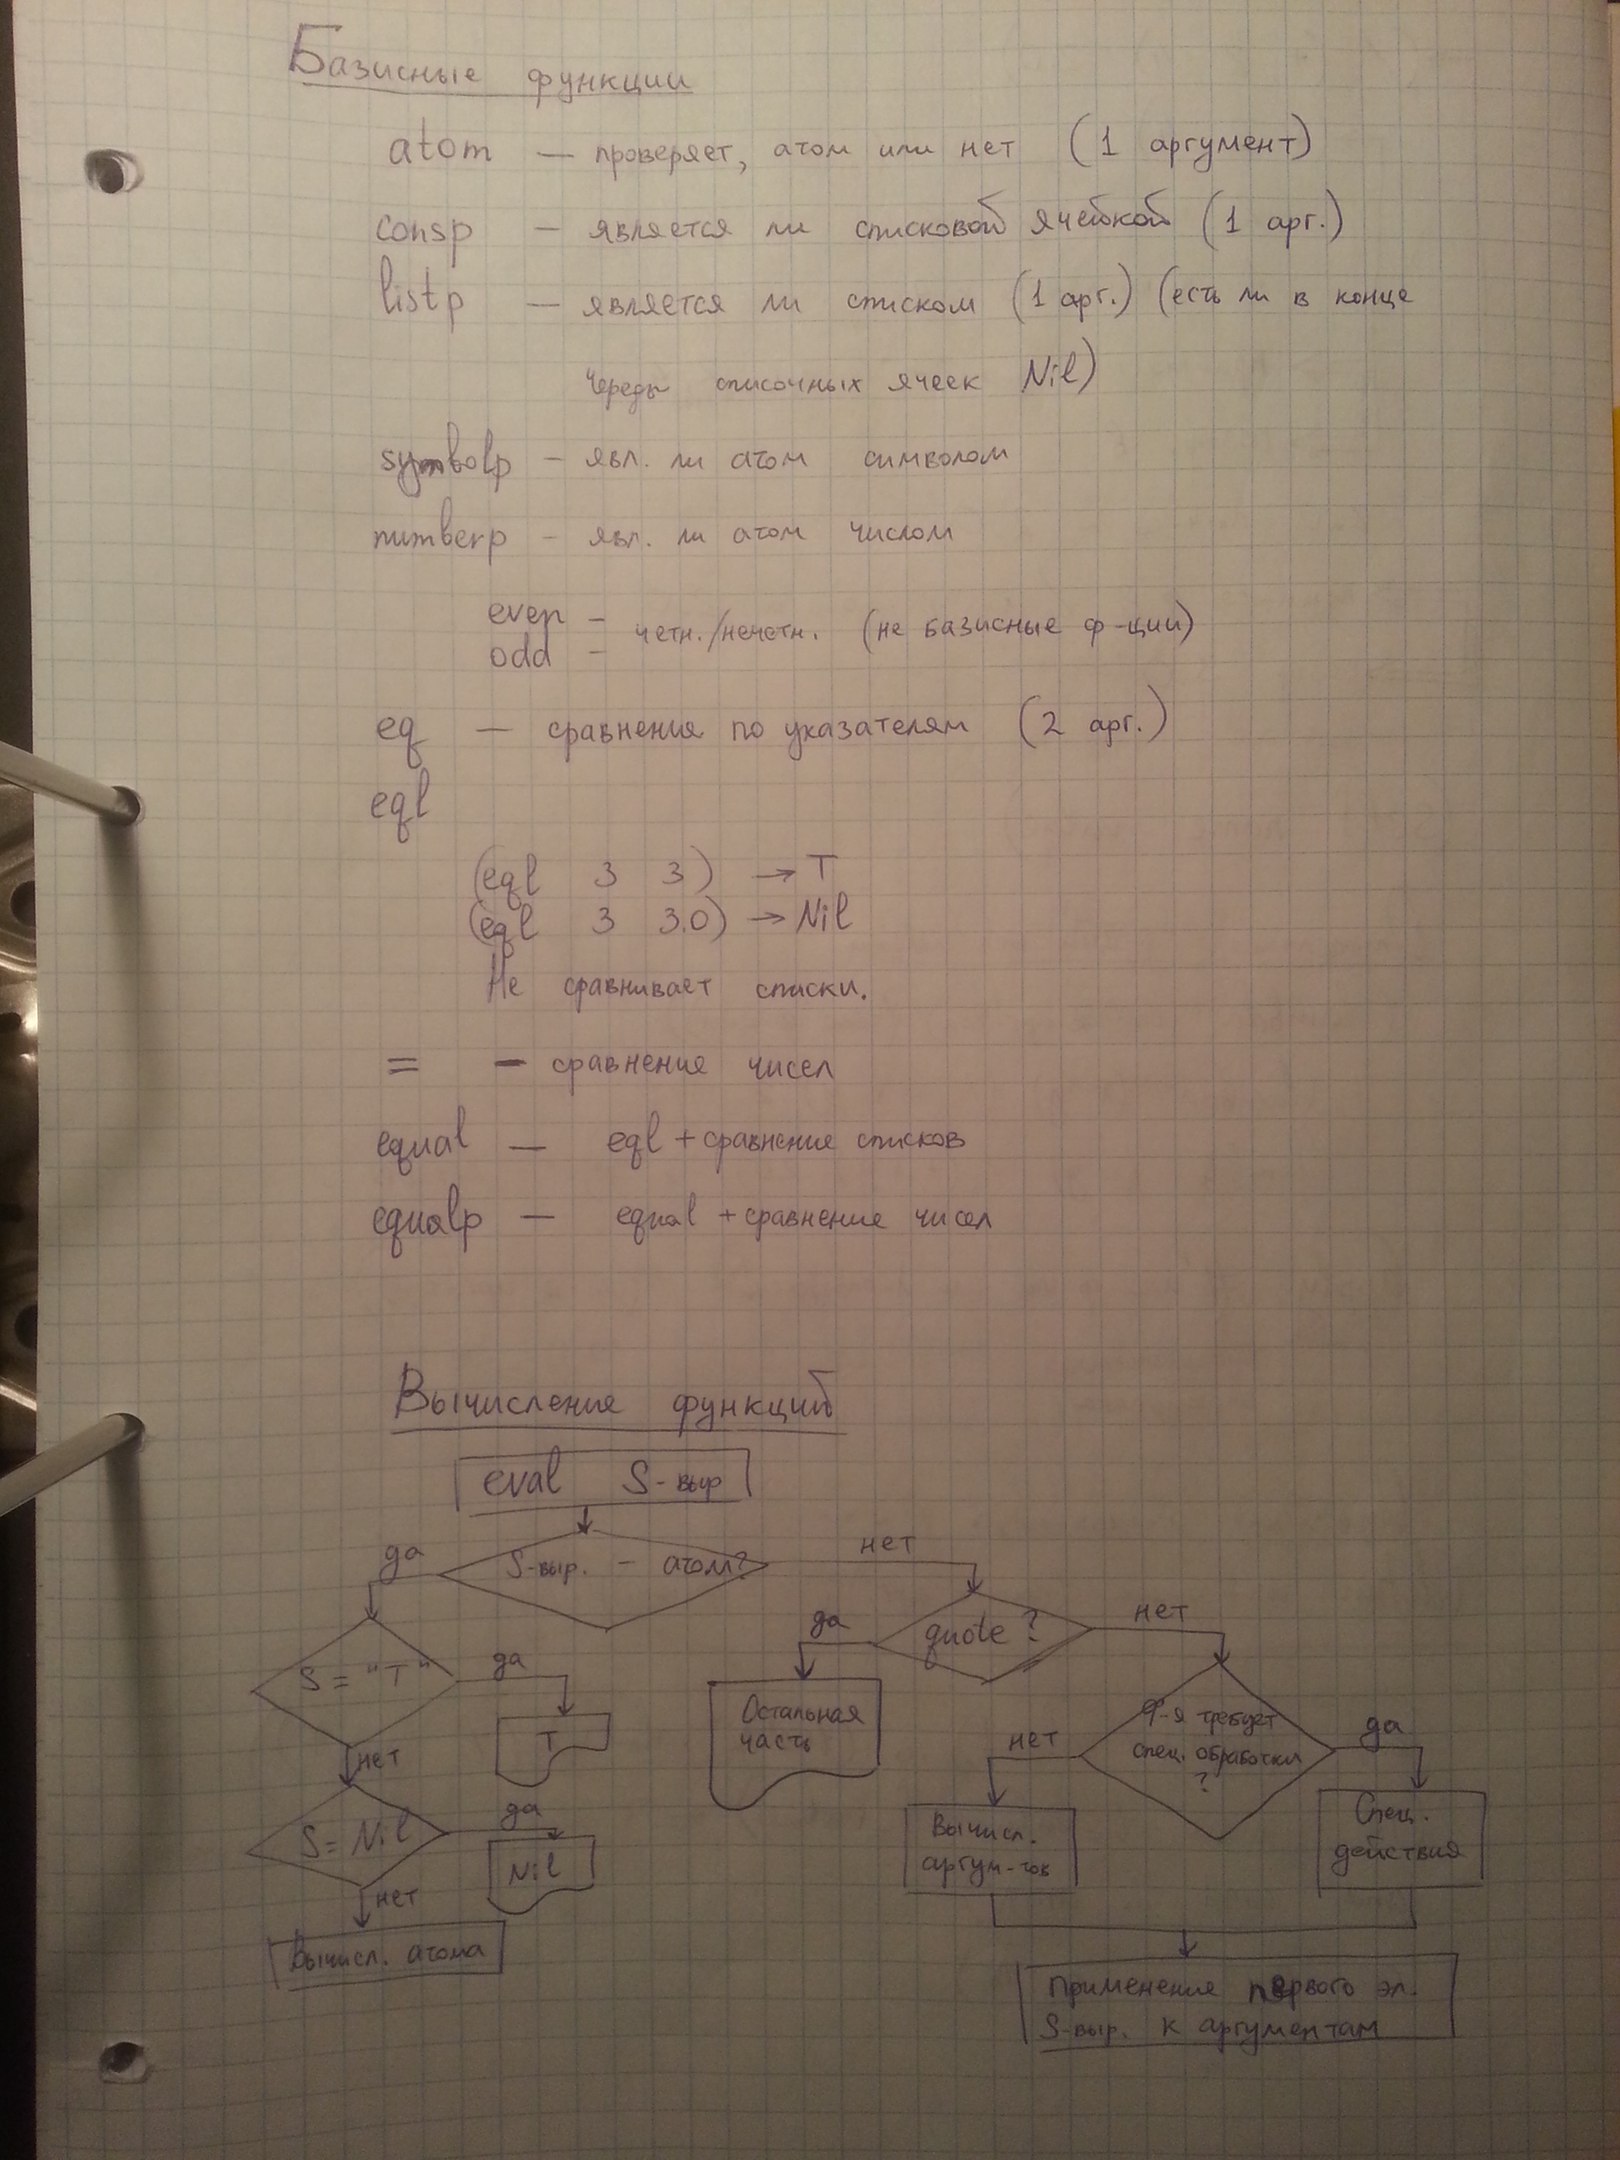 Базисные функции
atom — проверяет, атом или нет (1 аргумент)
consp — является ли списковой ячейкой (1 арг.)
listp — является ли списком (1 арг.) (есть ли в конце
череды списочных ячеек Nil)
symbolp – явл. ли атом символом
numberp – явл. ли атом числом
even –
odd –
четн./нечетн. (не базисные ф-ции)
eq — сравнения по указателям (2 арг.)
eql
(eql 3 3) → T
(eql 3 3.0) → Nil
Не сравнивает списки.
= – сравнение чисел
equal — eql + сравнение списков
equalp — equal + сравнение чисел
Вычисление функций
eval S-выр
S-выр. – атом?
да
нет
quote ?
да
нет
S = "T"
да
T
нет
Остальная
часть
Ф-я требует
спец. обработки
?
нет
да
S = Nil
да
Nil
нет
Вычисл.
аргум-тов
Спец.
действия
Вычисл. атома
Применение первого эл.
S-выр. к аргументам